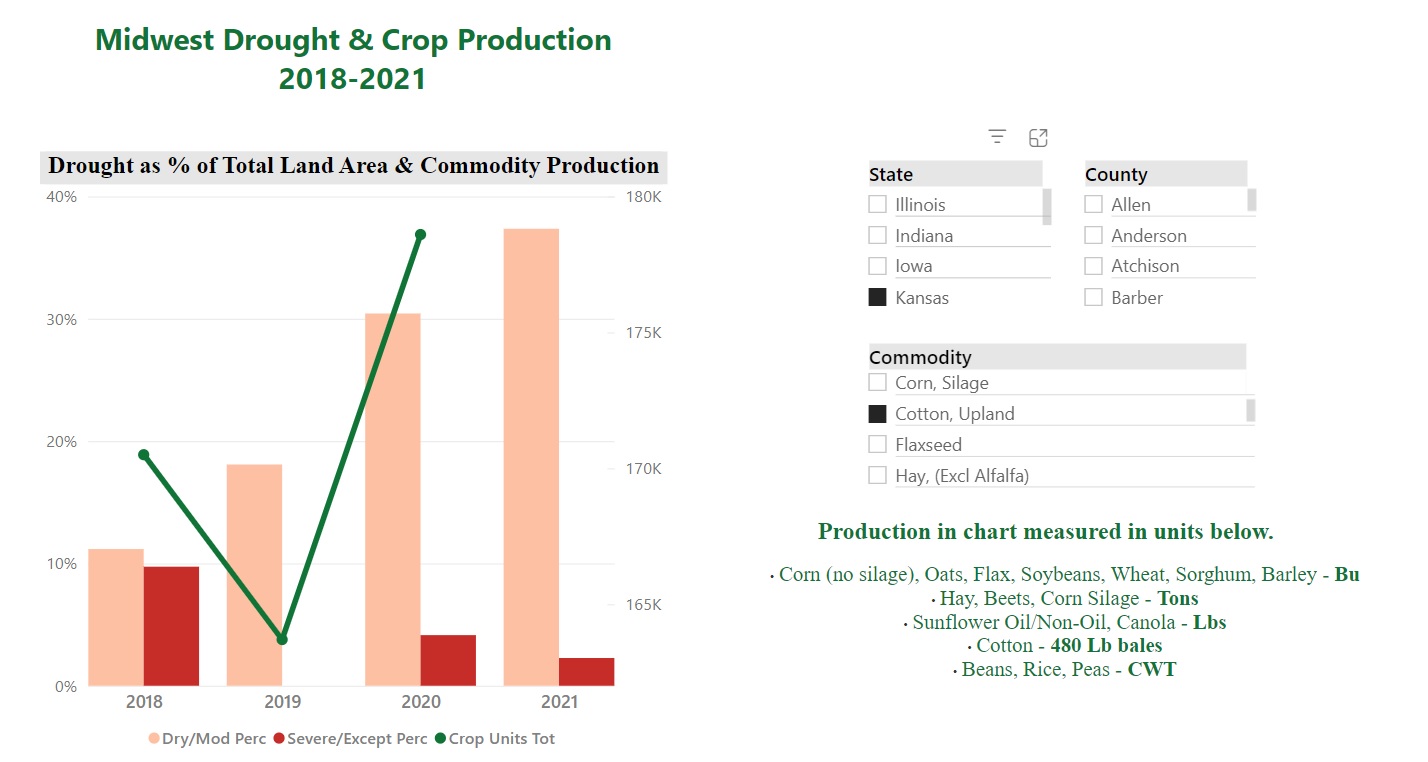 Midwest Drought & Crop Production
2018-2021
Drought as % of Total Land Area & Commodity Production
40%
30%
20%
10%
0%
180K
175K
170K
165K
2018
2019
2020
2021
Dry/Mod Perc
Severe/Except Perc
Crop Units Tot
State
Illinois
Indiana
Iowa
Kansas
County
Allen
Anderson
Atchison
Barber
Commodity
Corn, Silage
Cotton, Upland
Flaxseed
Hay, (Excl Alfalfa)
Production in chart measured in units below.
· Corn (no silage), Oats, Flax, Soybeans, Wheat, Sorghum, Barley - Bu
· Hay, Beets, Corn Silage - Tons
· Sunflower Oil/Non-Oil, Canola - Lbs
· Cotton - 480 Lb bales
· Beans, Rice, Peas - CWT